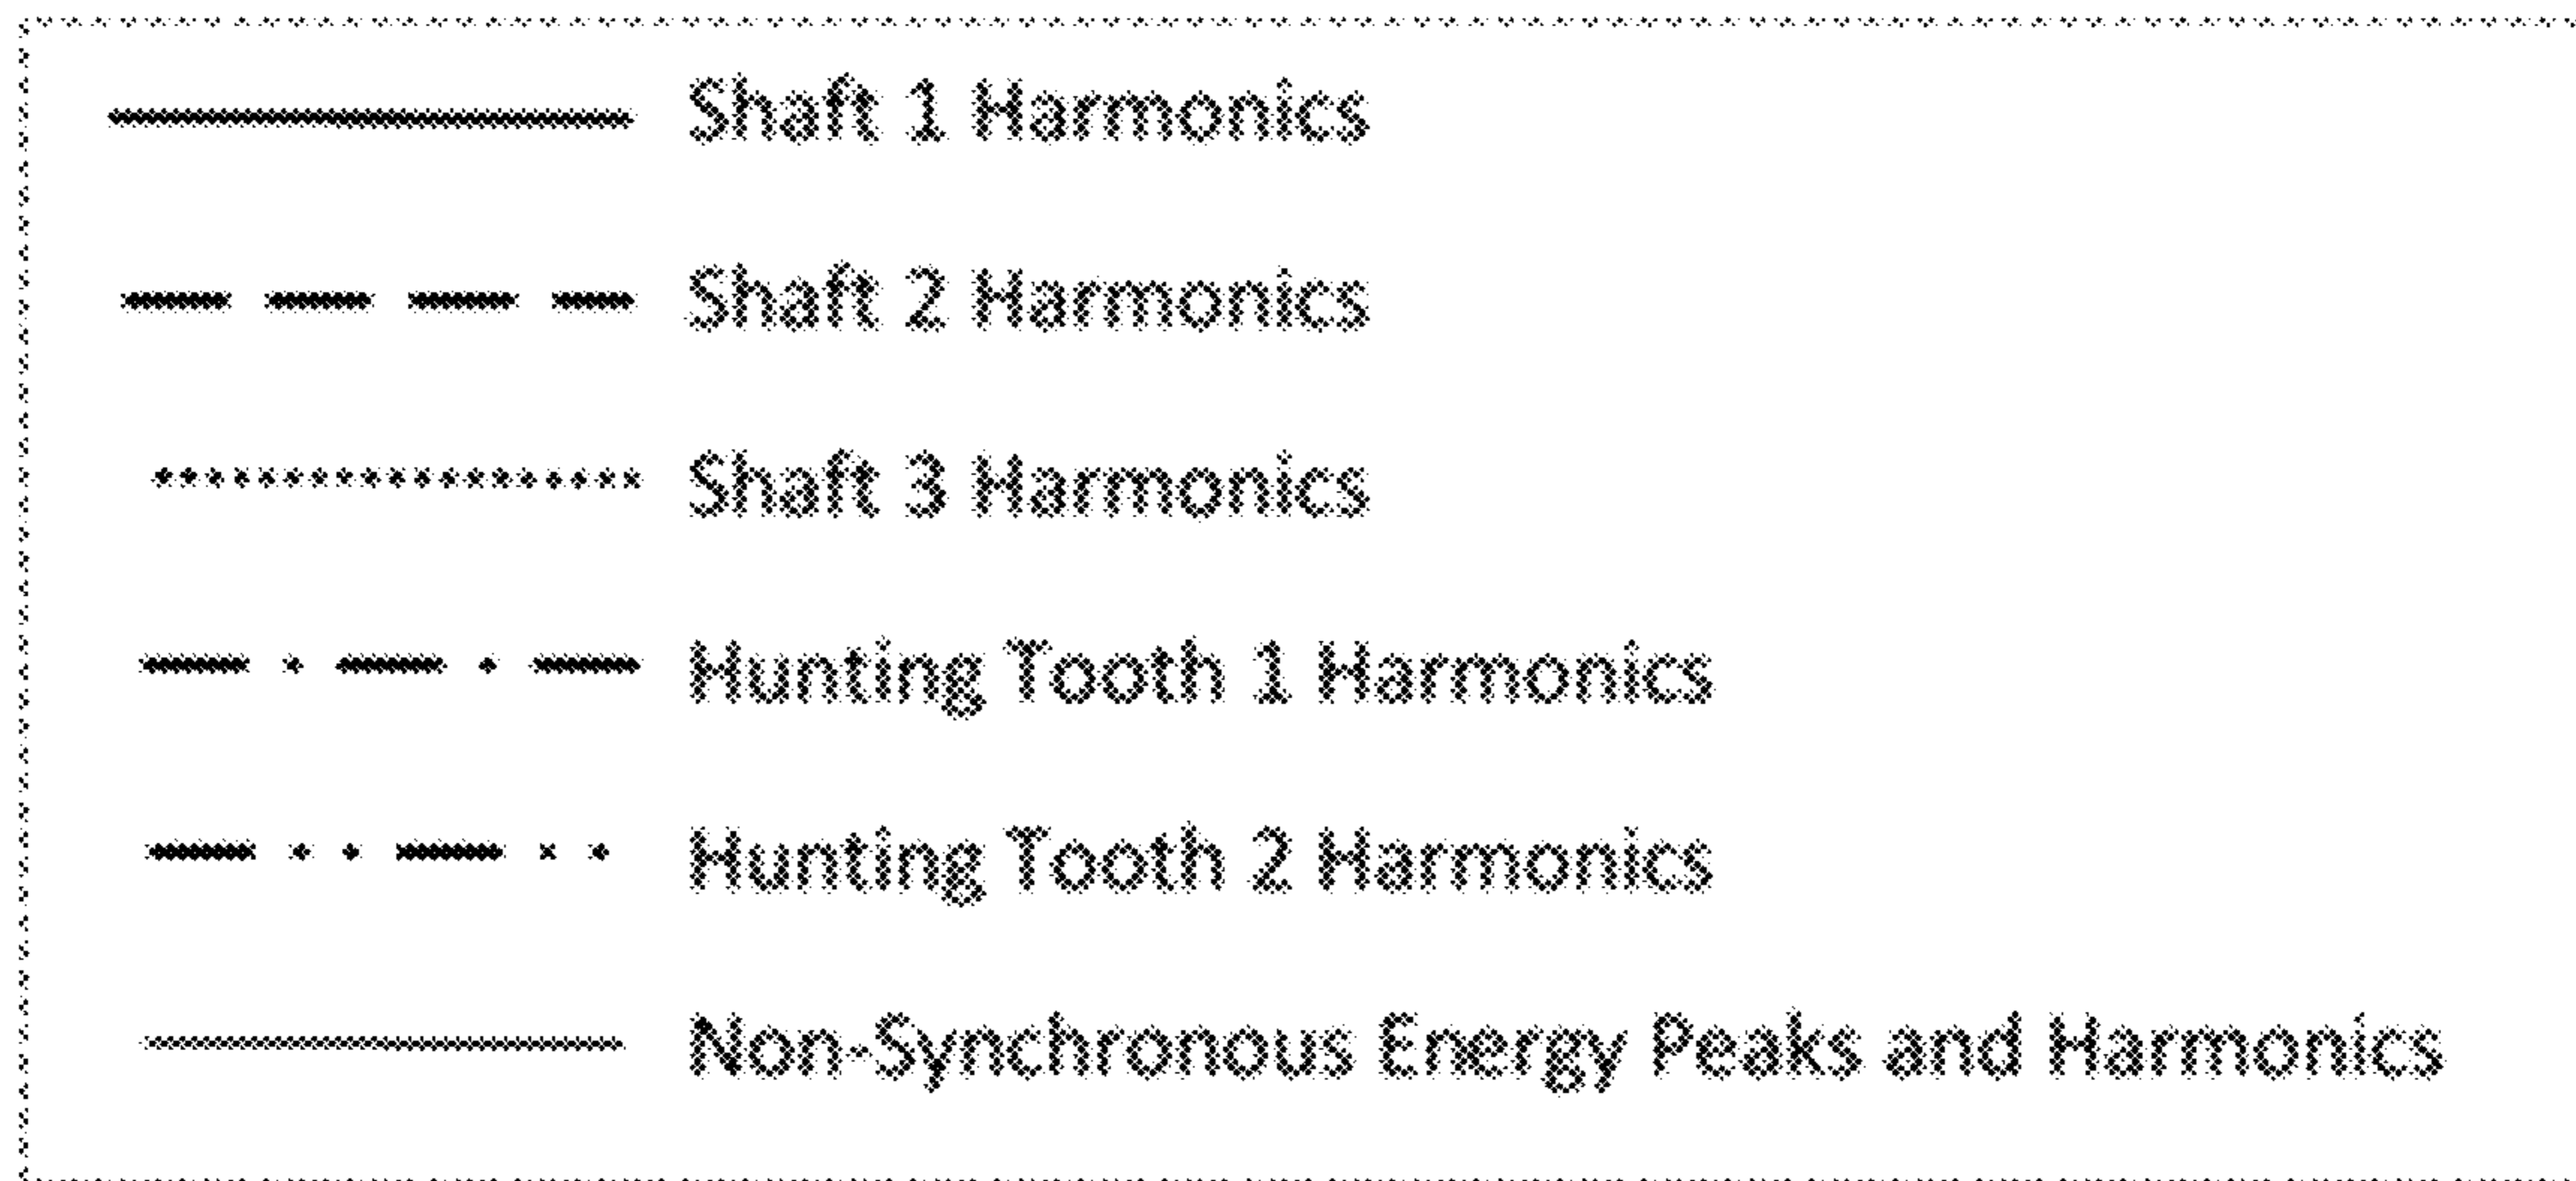 Shaft 1 Harmonics
Shaft 2 Harmonics
Shaft 3 Harmonics
Hunting Tooth 1 Harmonics
Hunting Tooth 2 Harmonics
Non-Synchronous Energy Peaks and Harmonics